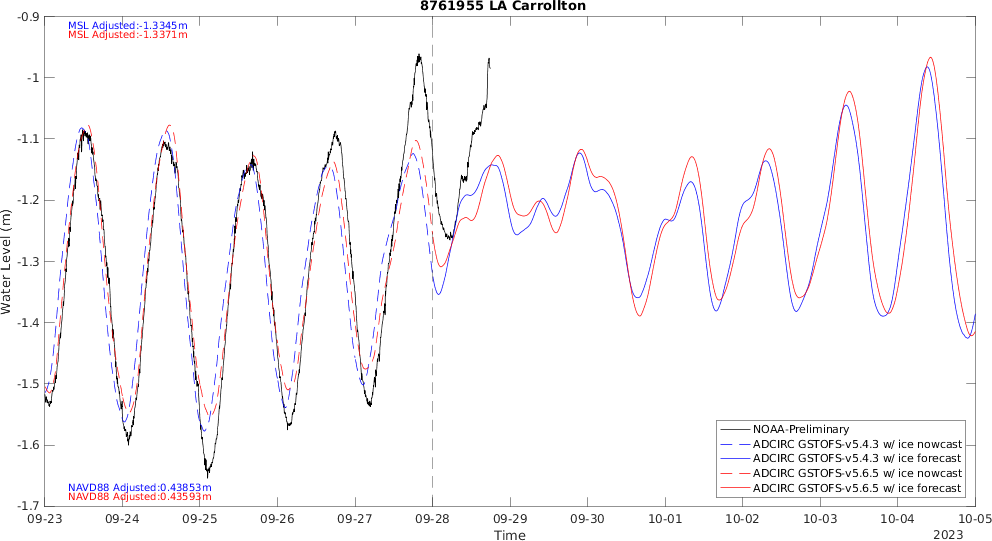 8761955 LA Carrollton
MSL Adjusted:-1.3345m
MSL Adjusted:-1.3371m
-0.9
-1
-1.1
-1.2
-1.3
-1.4
-1.5
-1.6
-1.7
Water Level (m)
NAVD88 Adjusted:0.43853m
NAVD88 Adjusted:0.43593m
NOAA-Preliminary
ADCIRC GSTOFS-v5.4.3 w/ ice nowcast
ADCIRC GSTOFS-v5.4.3 w/ ice forecast
ADCIRC GSTOFS-v5.6.5 w/ ice nowcast
ADCIRC GSTOFS-v5.6.5 w/ ice forecast
09-23 09-24 09-25 09-26 09-27 09-28 09-29 09-30 10-01 10-02 10-03 10-04 10-05
Time
2023